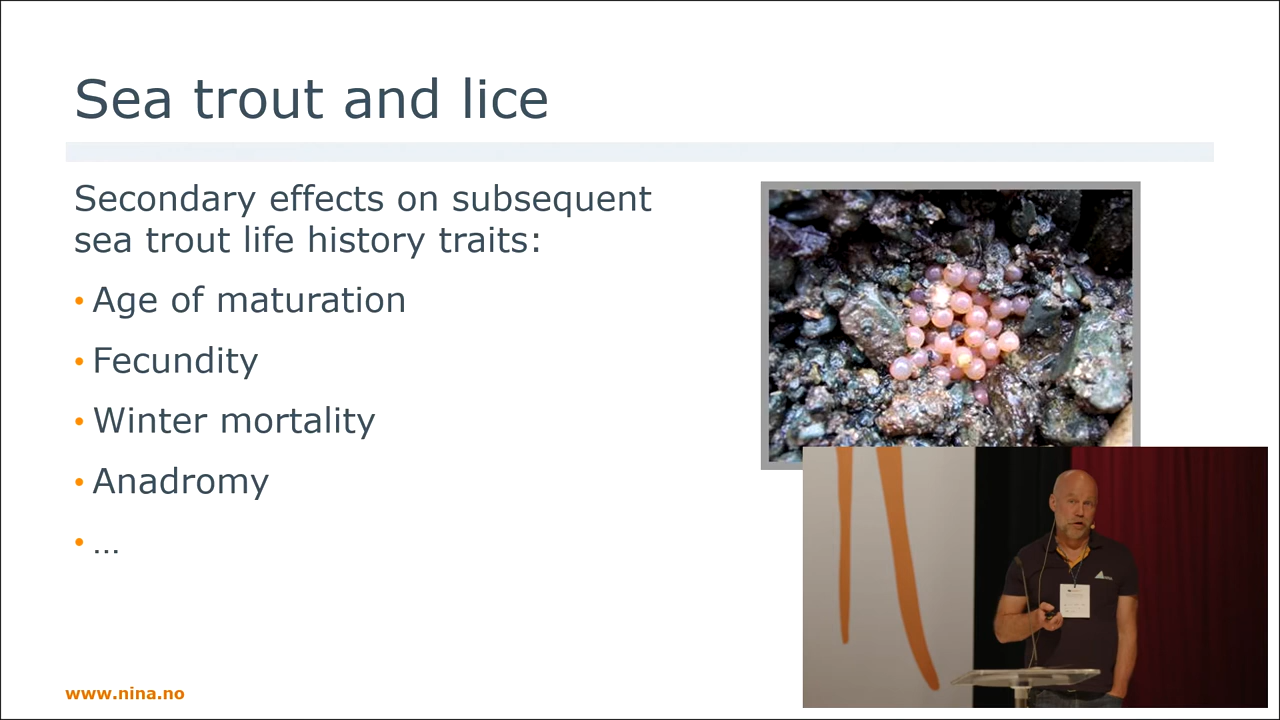 Sea trout and lice
Secondary effects on subsequent
sea trout life history traits:
• Age of maturation
• Fecundity
• Winter mortality
• Anadromy
• …
www.nina.no